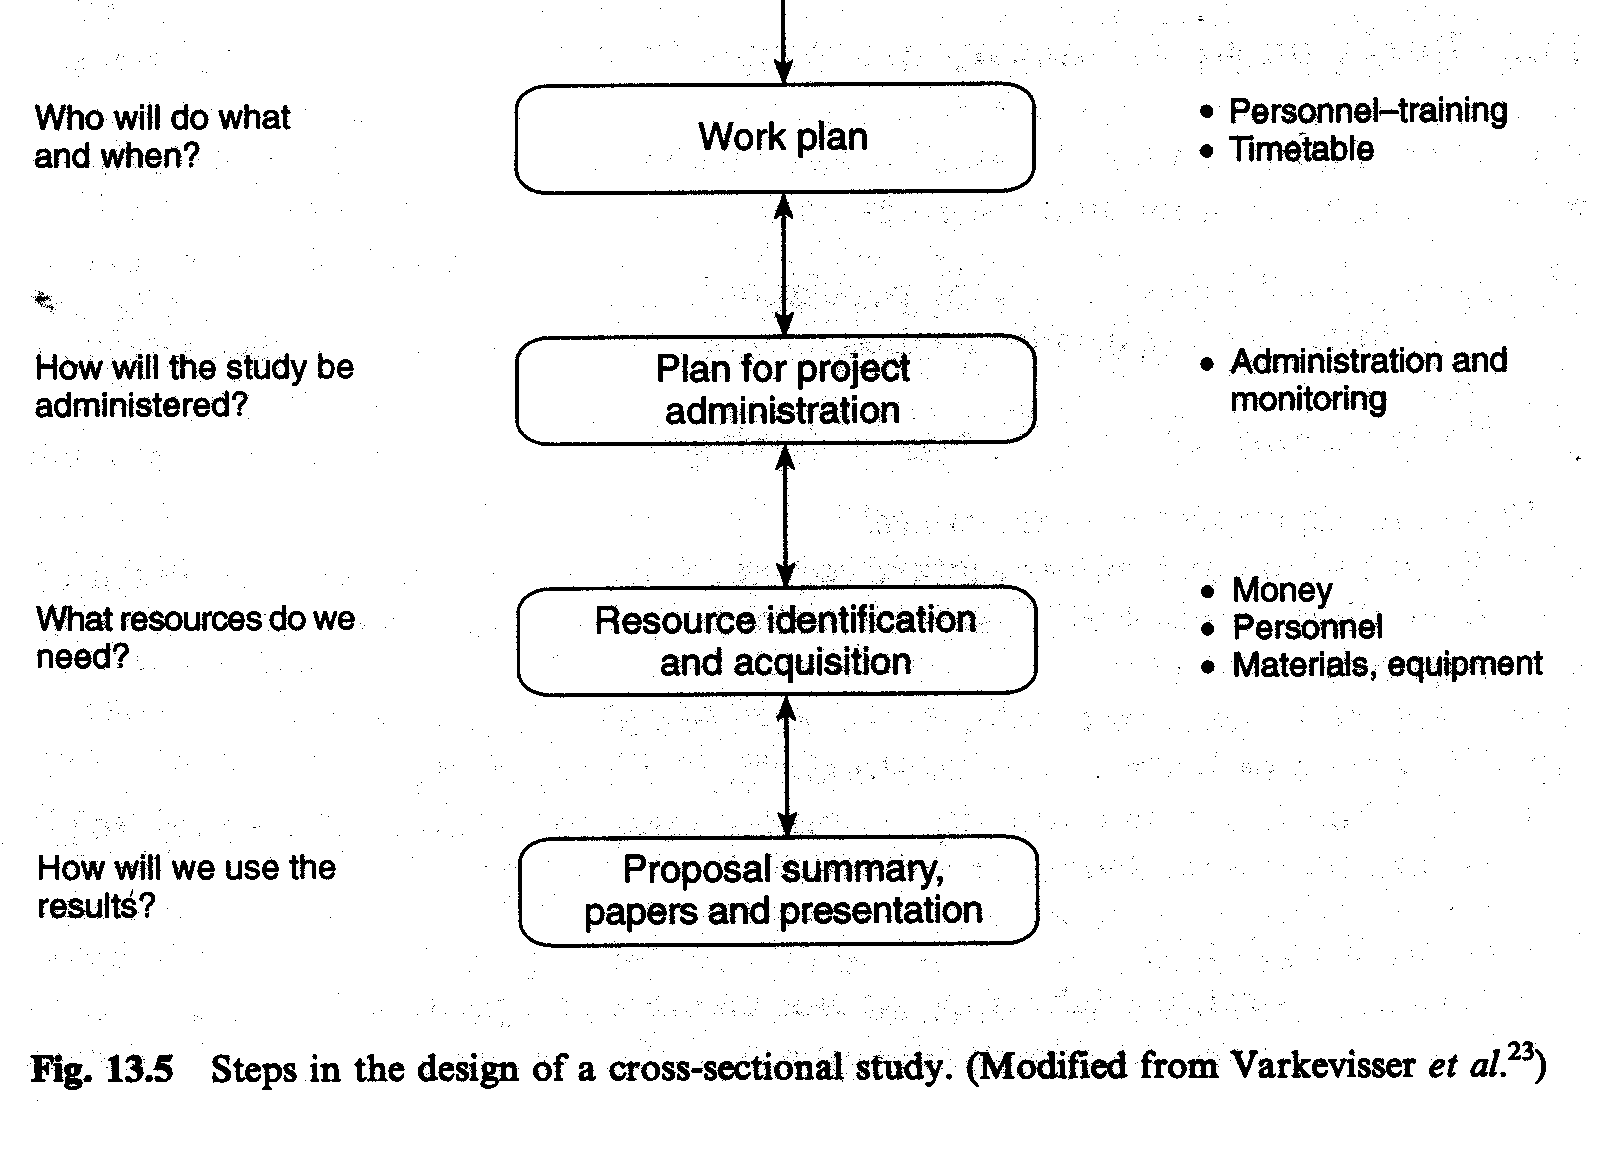 Who will do what
and when?
Work plan
• Personnel–training
• Timetable
How will the study be
administered?
Plan for project
administration
• Administration and
monitoring
What resources do we
need?
Resource identification
and acquisition
• Money
• Personnel
• Materials, equipment
How will we use the
results?
Proposal summary,
papers and presentation
Fig. 13.5 Steps in the design of a cross-sectional study. (Modified from Varkevisser et al.23)